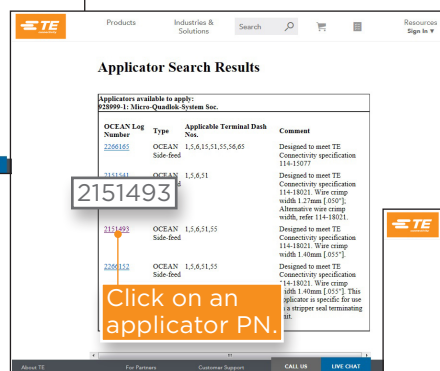 TE
Products
Industries &
Solutions
Search
Resources
Sign In ▼
Applicator Search Results
Applicators available to apply:
928999-1: Micro-Quadlok-System Soc.
OCEAN Log
Number
Type
Applicable Terminal Dash
Nos.
Comment
2266165
OCEAN
Side-feed
1,5,6,15,51,55,56,65
Designed to meet TE
Connectivity specification
114-15077
2151541
OCEAN
1,5,6,51
Designed to meet TE
Connectivity specification
114-18021. Wire crimp
width 1.27mm [.050"];
Alternative wire crimp
width, refer 114-18021.
2151493
2151493
OCEAN
Side-feed
1,5,6,51,55
Designed to meet TE
Connectivity specification
114-18021. Wire crimp
width 1.40mm [.055"].
2266152
OCEAN
Side-feed
1,5,6,51,55
Designed to meet TE
Connectivity specification
114-18021. Wire crimp
width 1.40mm [.055"]. This
applicator is specific for use
a stripper seal terminating
Click on an
applicator PN.
About TE
For Partners
Customer Support
CALL US
LIVE CHAT
TE